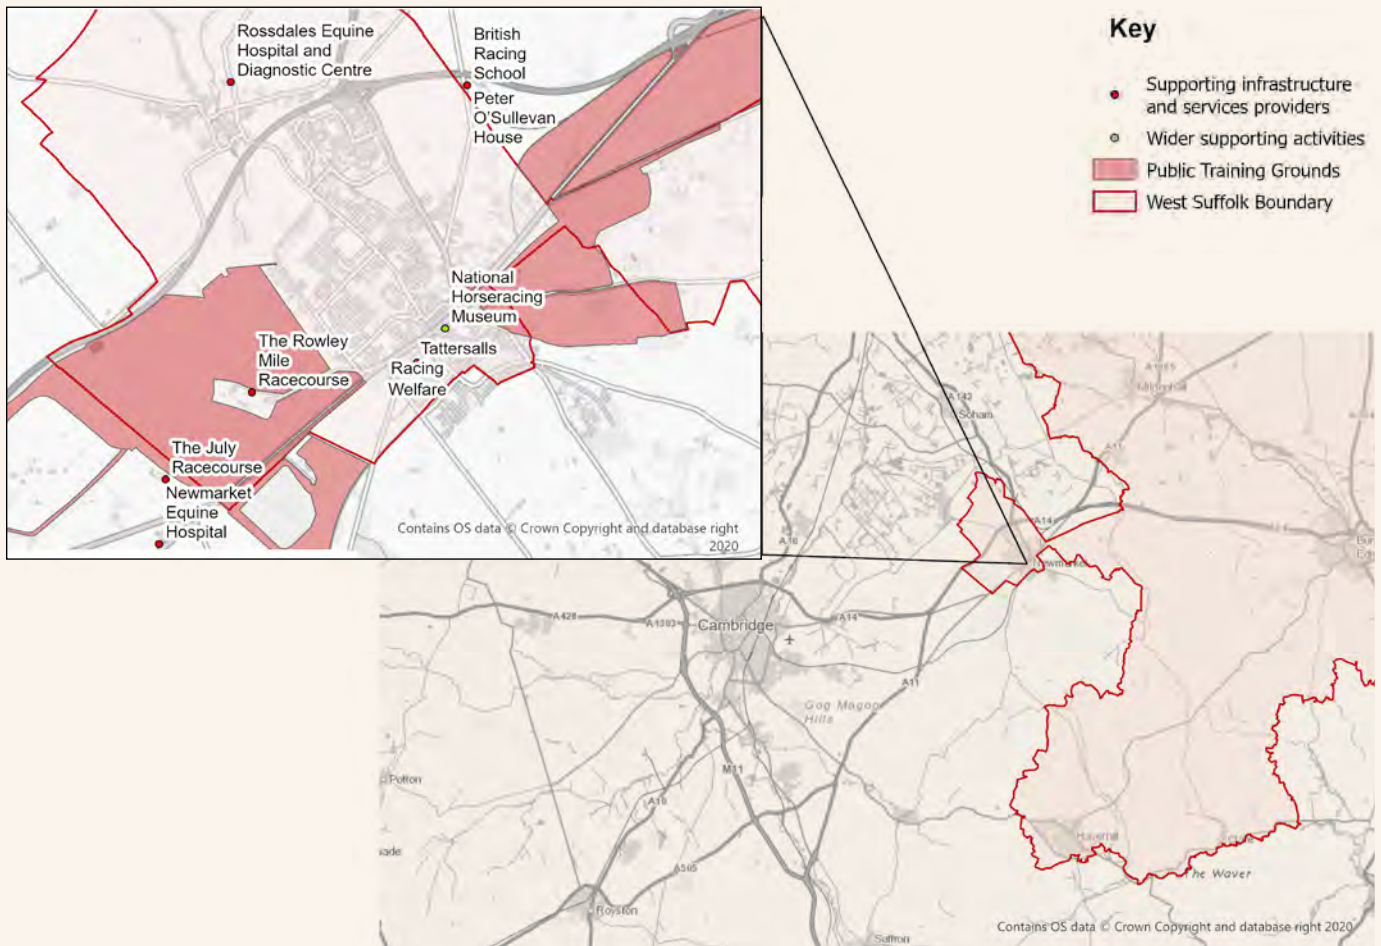 Rossdales Equine
Hospital and
Diagnostic Centre
British
Racing
School
Peter
O'Sullevan
House
National
Horseracing
Museum
Tattersalls
Racing
Welfare
The Rowley
Mile
Racecourse
The July
Racecourse
Newmarket
Equine
Hospital
Contains OS data © Crown Copyright and database right
2020
Key
Supporting infrastructure
and services providers
Wider supporting activities
Public Training Grounds
West Suffolk Boundary
Soham
A142
A11
A14
Newmarket
A428
A1303
Cambridge
A14
A11
Gog Magog
Hills
M11
Potton
A10
A505
Royston
Haverhill
The Waver
Saffron
Contains OS data © Crown Copyright and database right 2020